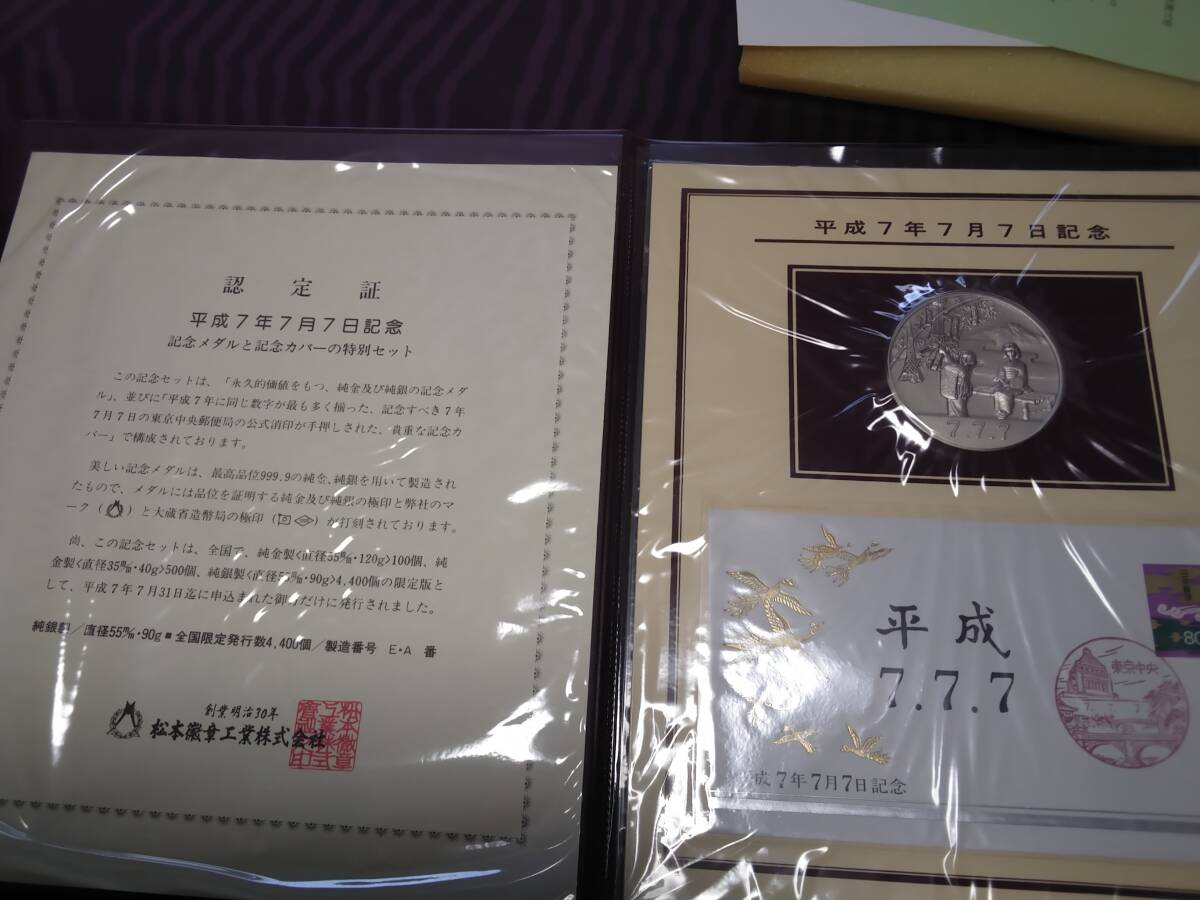 認定証
平成7年7月7日記念
記念メダルと記念カバーの特別セット
この記念セットは、「永久的価値をもつ、純金及び純銀の記念メダ
ル」、並びに「平成7年に同じ数字が最も多く揃った、記念すべき7年
7月7日の東京中央郵便局の公式消印が手押しされた、貴重な記念カ
バー」で構成されております。
美しい記念メダルは、最高品位999.9の純金、純銀を用いて製造され
たもので、メダルには品位を証明する純金及び純銀の極印と弊社のマ
ーク()と大蔵省造幣局の極印()が打刻されております。
尚、この記念セットは、全国で、純金製〈直径55㎜・120g〉100個、純
金製〈直径35㎜・40g〉500個、純銀製〈直径55㎜・90g〉4,400個の限定版と
して、平成7年7月31日迄に申込まれた御方だけに発行されました。
純銀製/直径55㎜・90g■全国限定発行数4,400個/製造番号 E・A 番
創業明治30年
松本徽章工業株式会社
平成7年7月7日記念
7.7.7
平成
7.7.7
成7年7月7日記念
80
東京中央
7.7.7